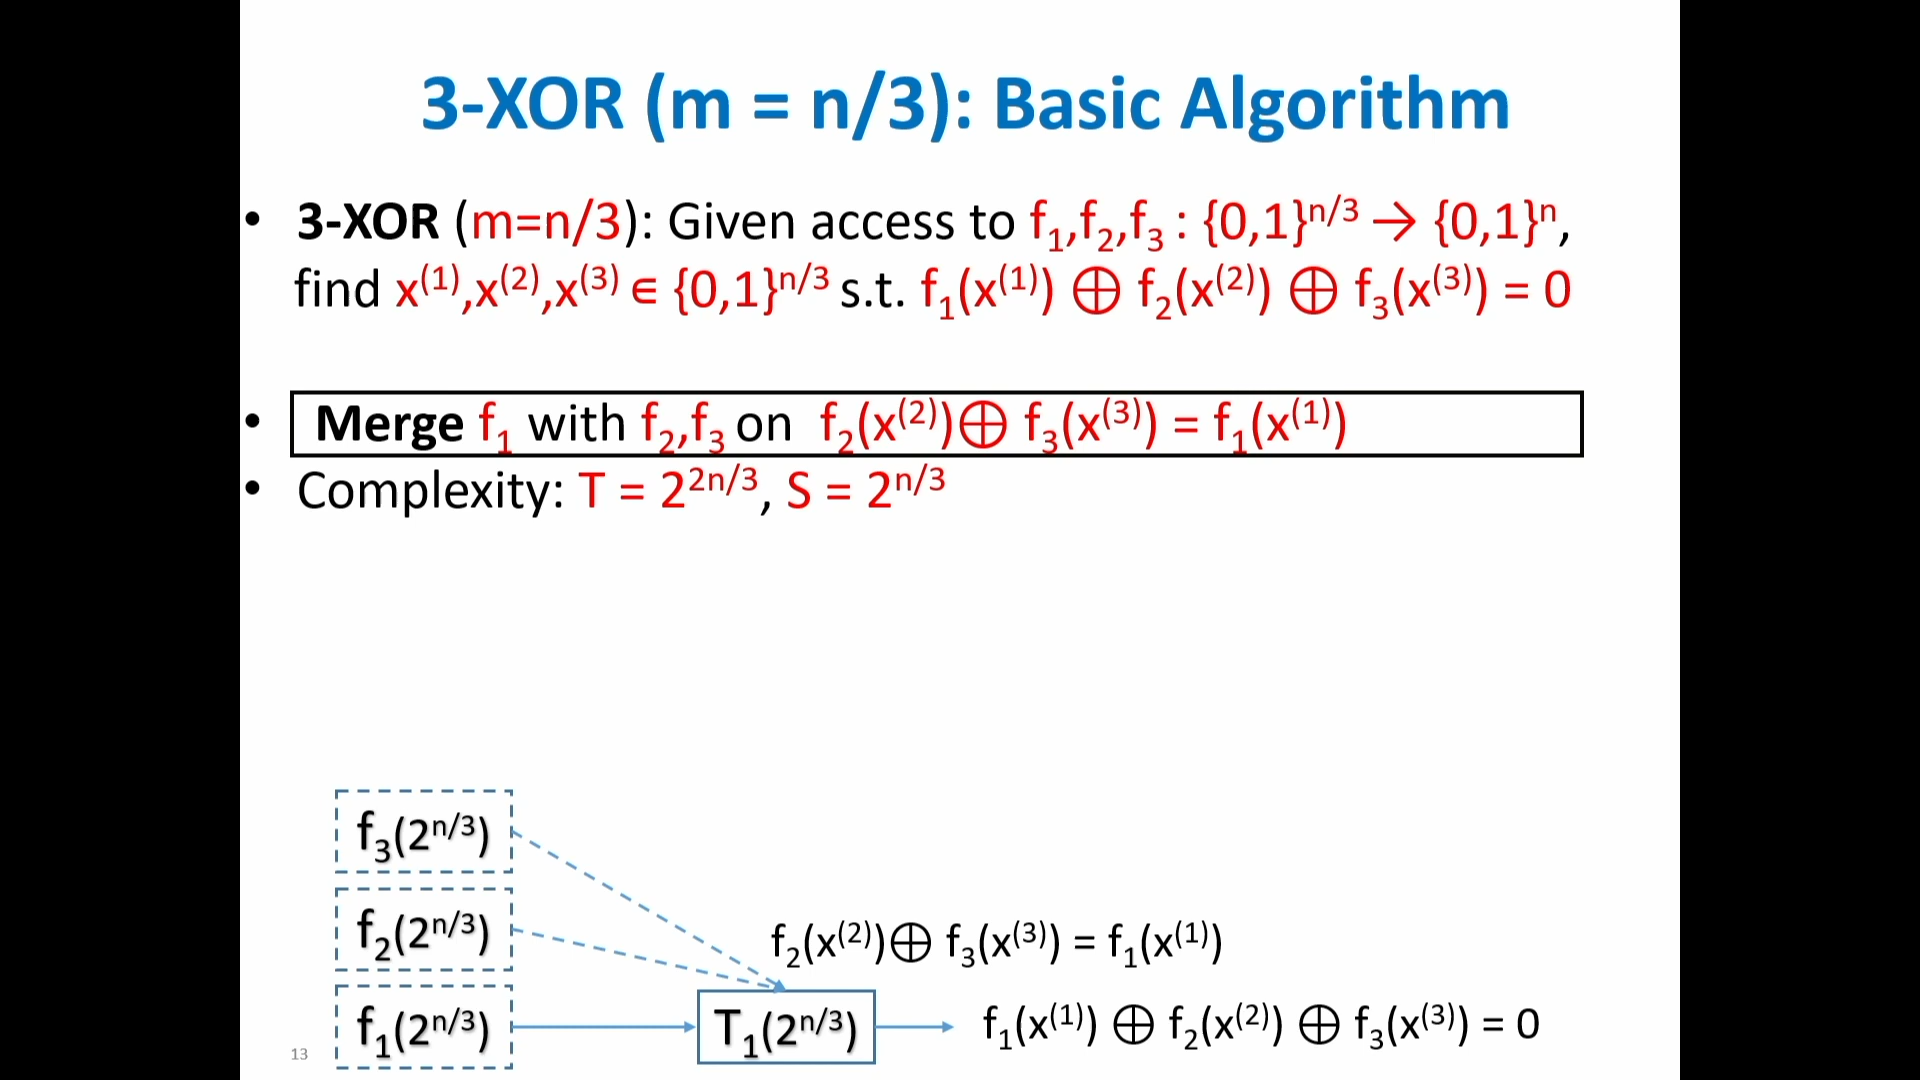 3-XOR (m = n/3): Basic Algorithm
• 3-XOR (m=n/3): Given access to f₁,f₂,f₃ : {0,1}ⁿ/³ → {0,1}ⁿ,
find x⁽¹⁾,x⁽²⁾,x⁽³⁾ ∈ {0,1}ⁿ/³ s.t. f₁(x⁽¹⁾) ⊕ f₂(x⁽²⁾) ⊕ f₃(x⁽³⁾) = 0
• Merge f₁ with f₂,f₃ on f₂(x⁽²⁾)⊕ f₃(x⁽³⁾) = f₁(x⁽¹⁾)
• Complexity: T = 2²ⁿ/³, S = 2ⁿ/³
f₃(2ⁿ/³)
f₂(2ⁿ/³)
f₂(x⁽²⁾)⊕ f₃(x⁽³⁾) = f₁(x⁽¹⁾)
f₁(2ⁿ/³)
T₁(2ⁿ/³)
f₁(x⁽¹⁾) ⊕ f₂(x⁽²⁾) ⊕ f₃(x⁽³⁾) = 0
13